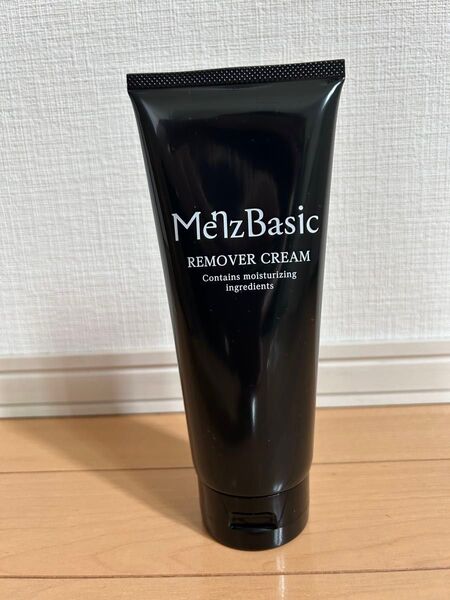 MenzBasic
REMOVER CREAM
Contains moisturizing
ingredients